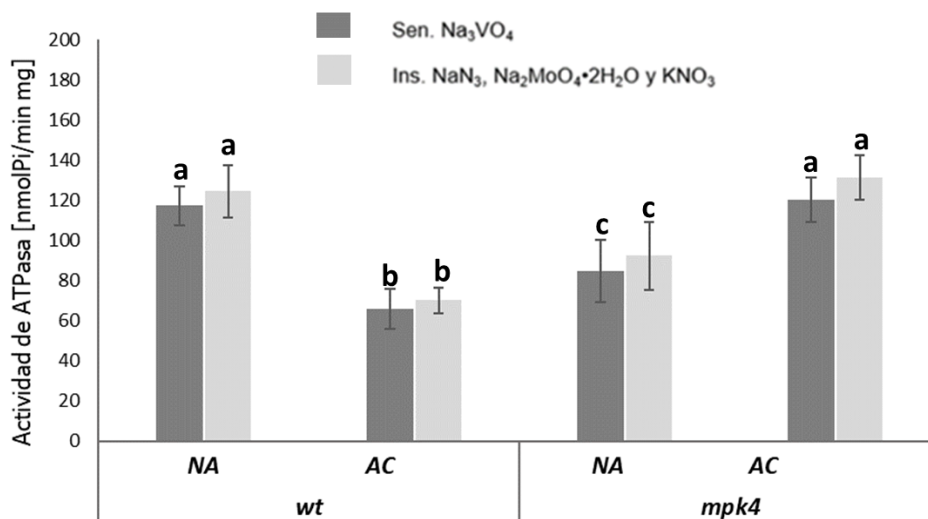 Sen. Na₃VO₄
Ins. NaN₃, Na₂MoO₄•2H₂O y KNO₃
Actividad de ATPasa [nmolPi/min mg]
200
180
160
140
120
100
80
60
40
20
0
a a b b c c a a
NA AC NA AC
wt mpk4